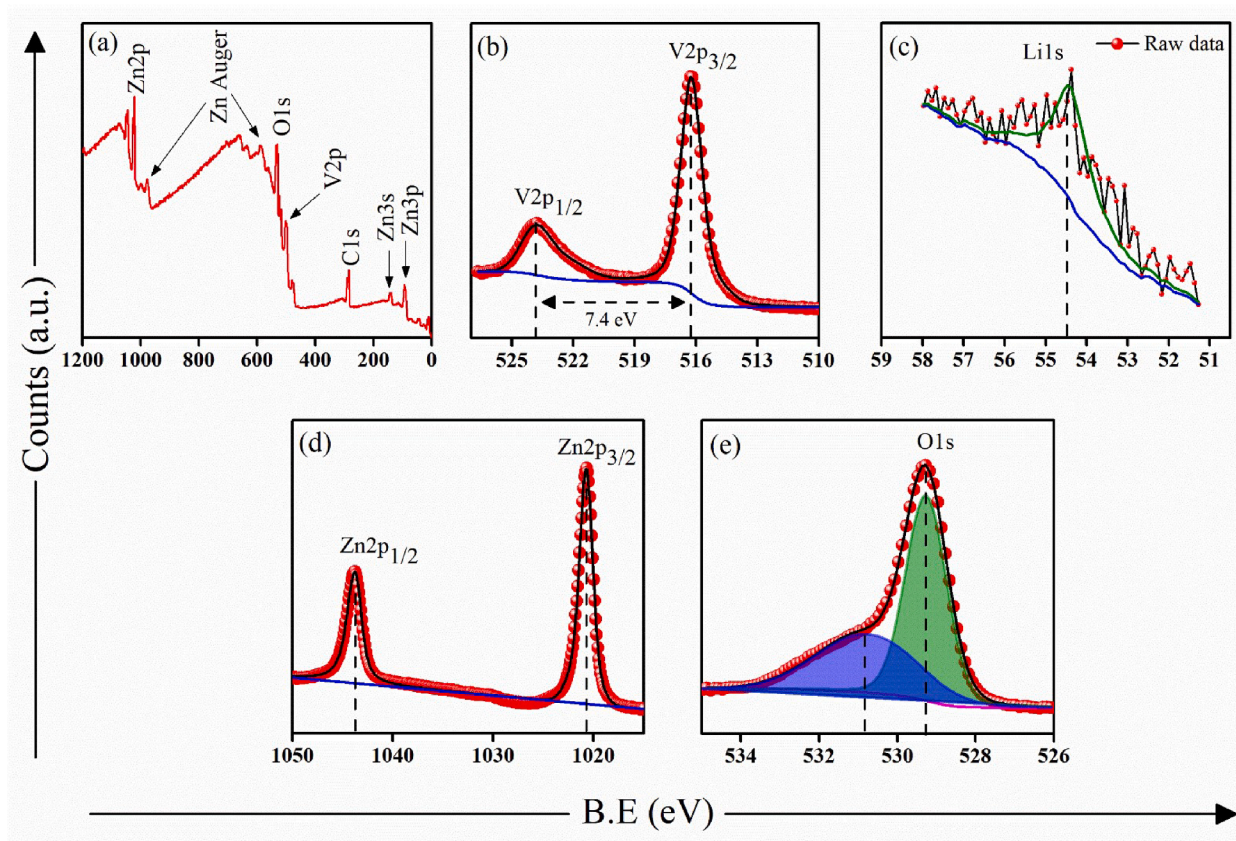 Counts (a.u.)
(a)
Zn2p
Zn Auger
O1s
V2p
C1s
Zn3s
Zn3p
1200 1000 800 600 400 200 0
(b)
V2p3/2
V2p1/2
7.4 eV
525 522 519 516 513 510
(c)
Raw data
Li1s
59 58 57 56 55 54 53 52 51
(d)
Zn2p3/2
Zn2p1/2
1050 1040 1030 1020
(e)
O1s
534 532 530 528 526
B.E (eV)